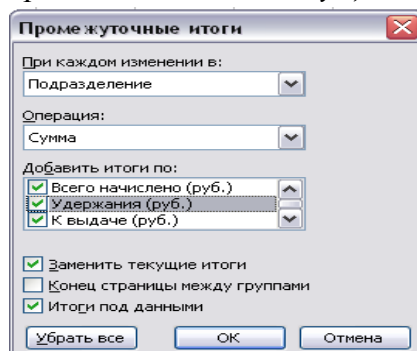 Промежуточные итоги
При каждом изменении в:
Подразделение
Операция:
Сумма
Добавить итоги по:
Всего начислено (руб.)
Удержания (руб.)
К выдаче (руб.)
Заменить текущие итоги
Конец страницы между группами
Итоги под данными
Убрать все
ОК
Отмена